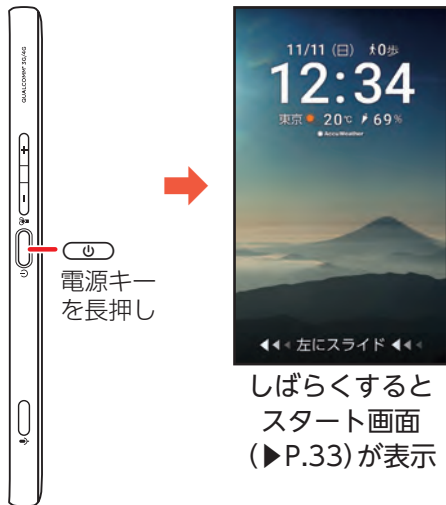 QUALCOMM® 3G/4G
電源キー
を長押し
11/11 (日) 0歩
12:34
東京 20℃ 69%
AccuWeather
左にスライド
しばらくすると
スタート画面
(▶P.33)が表示